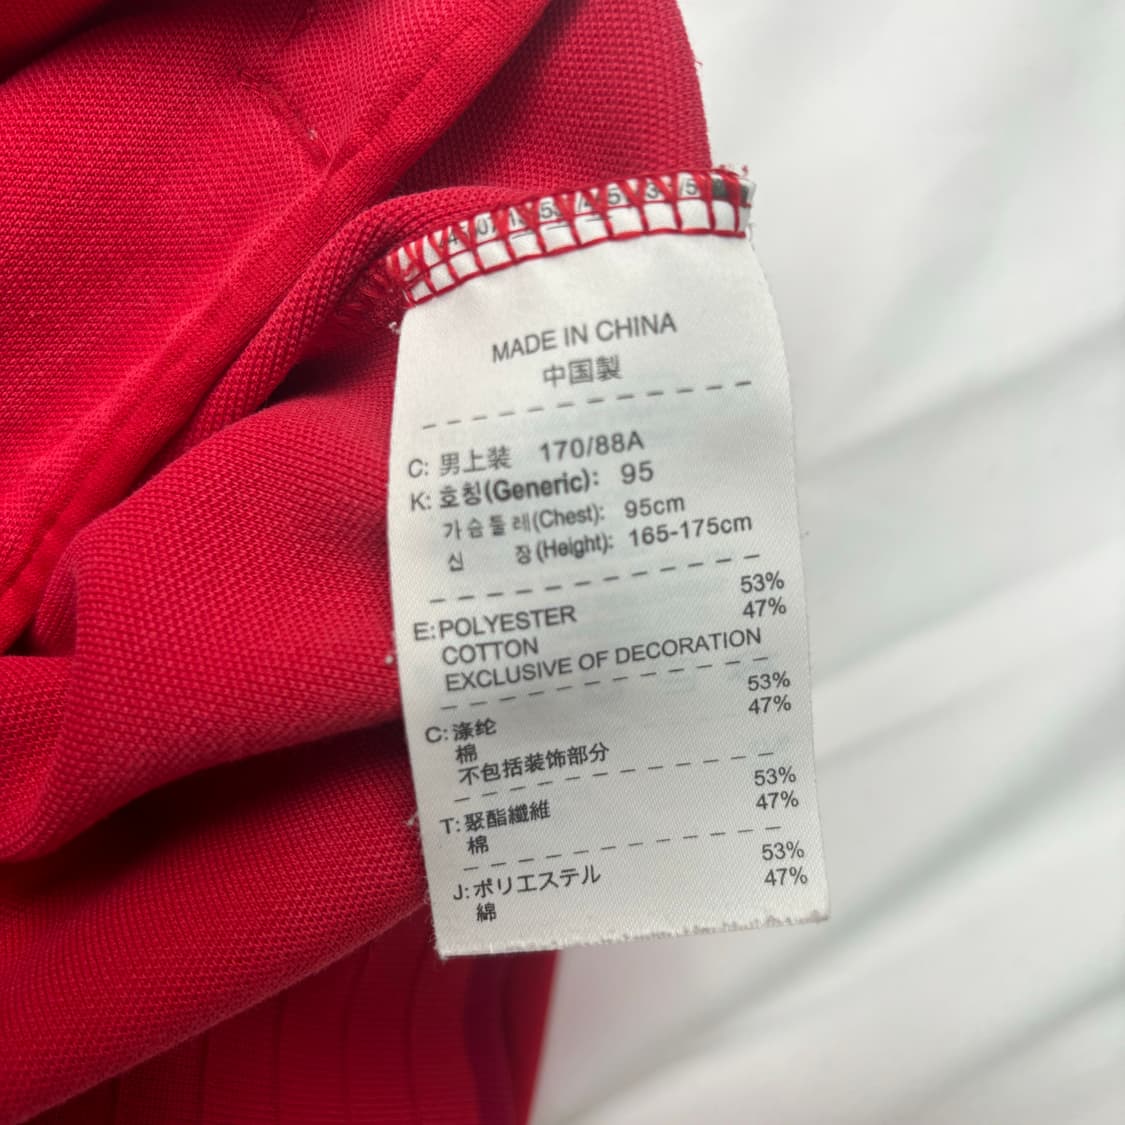 MADE IN CHINA
中国製
C: 男上装 170/88A
K: 호칭(Generic): 95
가슴둘레(Chest): 95cm
신 장(Height): 165-175cm
E: POLYESTER 53%
COTTON 47%
EXCLUSIVE OF DECORATION
C: 涤纶 53%
棉 47%
不包括装饰部分
T: 聚酯纖維 53%
棉 47%
J: ポリエステル 53%
綿 47%